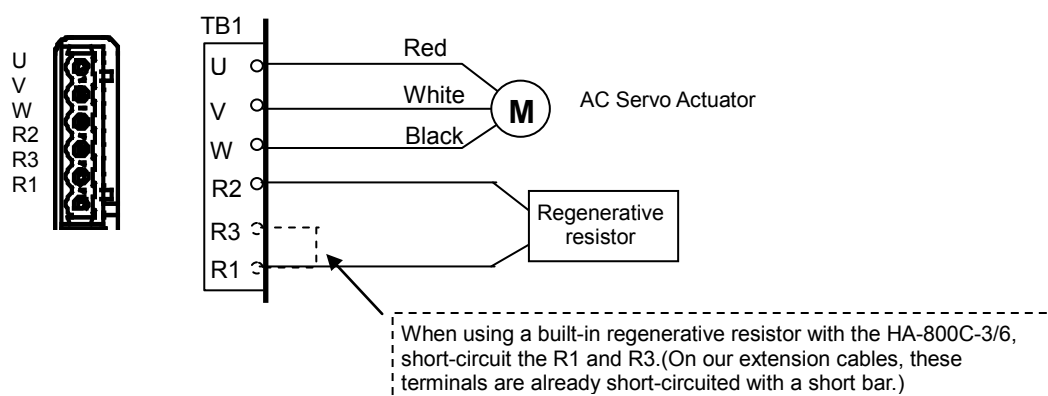 TB1
U
V
W
R2
R3
R1
U
V
W
R2
R3
R1
Red
White
Black
M
AC Servo Actuator
Regenerative
resistor
When using a built-in regenerative resistor with the HA-800C-3/6,
short-circuit the R1 and R3.(On our extension cables, these
terminals are already short-circuited with a short bar.)